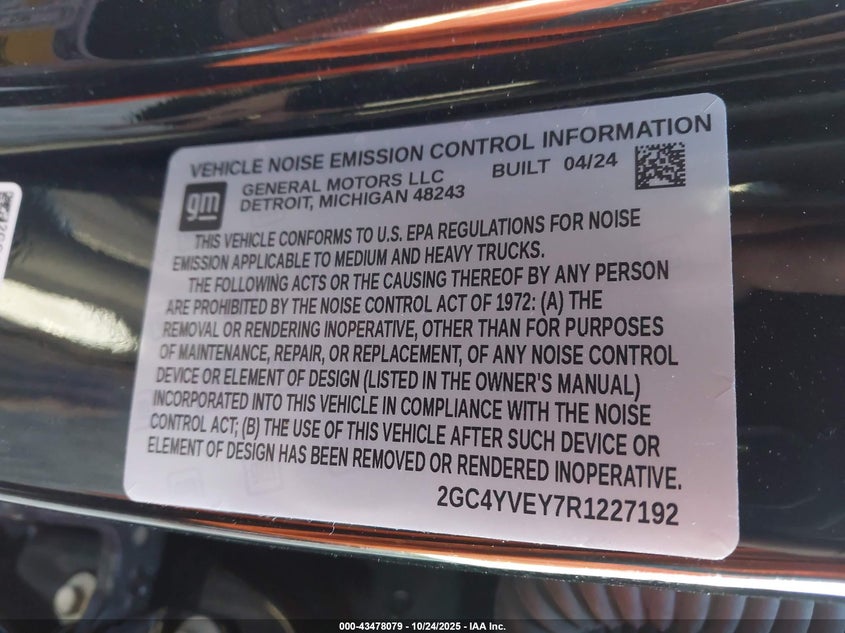 VEHICLE NOISE EMISSION CONTROL INFORMATION
gm
GENERAL MOTORS LLC BUILT 04/24
DETROIT, MICHIGAN 48243
THIS VEHICLE CONFORMS TO U.S. EPA REGULATIONS FOR NOISE
EMISSION APPLICABLE TO MEDIUM AND HEAVY TRUCKS.
THE FOLLOWING ACTS OR THE CAUSING THEREOF BY ANY PERSON
ARE PROHIBITED BY THE NOISE CONTROL ACT OF 1972: (A) THE
REMOVAL OR RENDERING INOPERATIVE, OTHER THAN FOR PURPOSES
OF MAINTENANCE, REPAIR, OR REPLACEMENT, OF ANY NOISE CONTROL
DEVICE OR ELEMENT OF DESIGN (LISTED IN THE OWNER'S MANUAL)
INCORPORATED INTO THIS VEHICLE IN COMPLIANCE WITH THE NOISE
CONTROL ACT; (B) THE USE OF THIS VEHICLE AFTER SUCH DEVICE OR
ELEMENT OF DESIGN HAS BEEN REMOVED OR RENDERED INOPERATIVE.
2GC4YVEY7R1227192
000-43478079 - 10/24/2025 - IAA Inc.